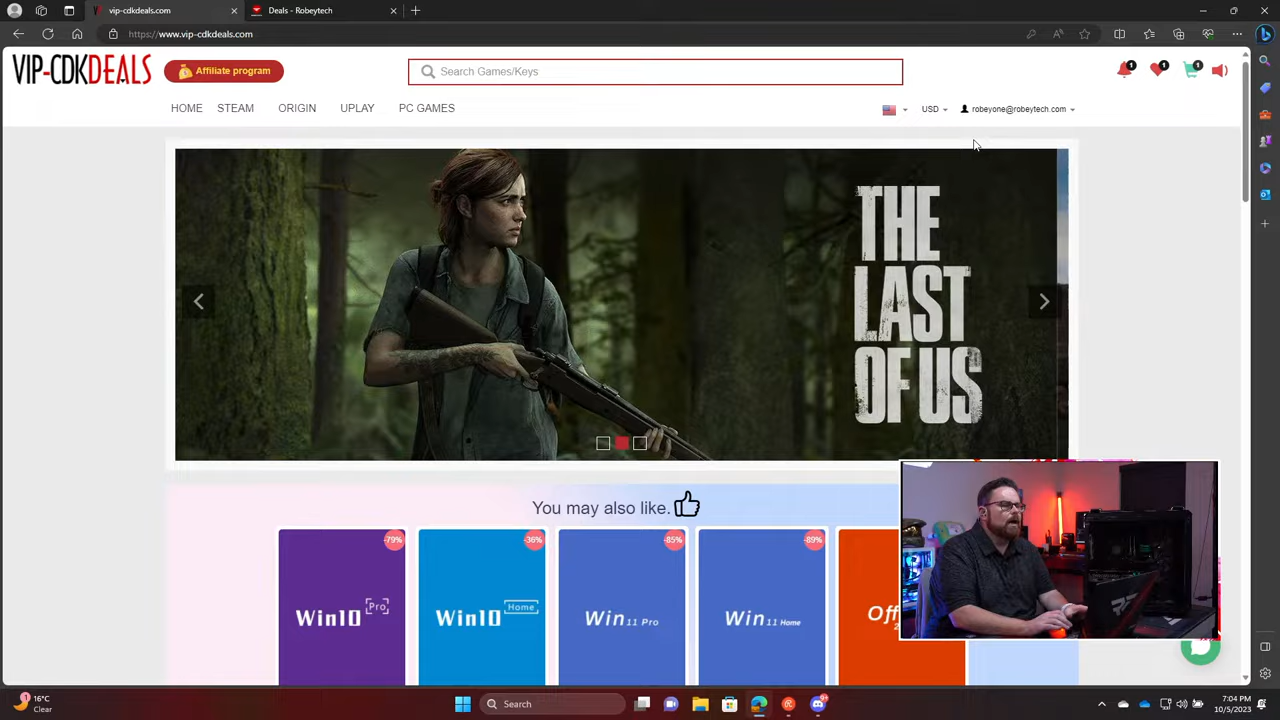 vip-cdkdeals.com
Deals - Robeytech
https://www.vip-cdkdeals.com
VIP-CDKDEALS
Affiliate program
Search Games/Keys
1
1
1
HOME
STEAM
ORIGIN
UPLAY
PC GAMES
USD
robeyone@robeytech.com
THE
LAST
OF US
You may also like.
-79%
-36%
-85%
-89%
Win10 Pro
Win10 Home
Win 11 Pro
Win 11 Home
Off
16°C
Clear
Search
7:04 PM
10/5/2023